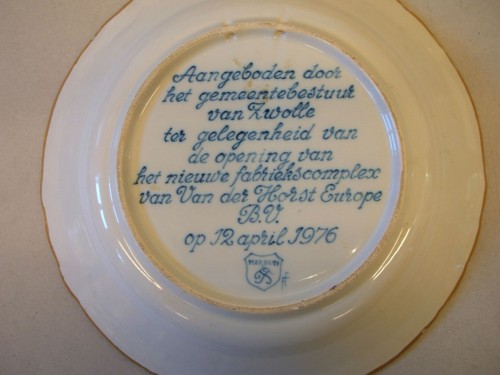 Aangeboden door
het gemeentebestuur
van Zwolle
ter gelegenheid van
de opening van
het nieuwe fabriekscomplex
van Van der Horst Europe
B.V.
op 12 april 1976